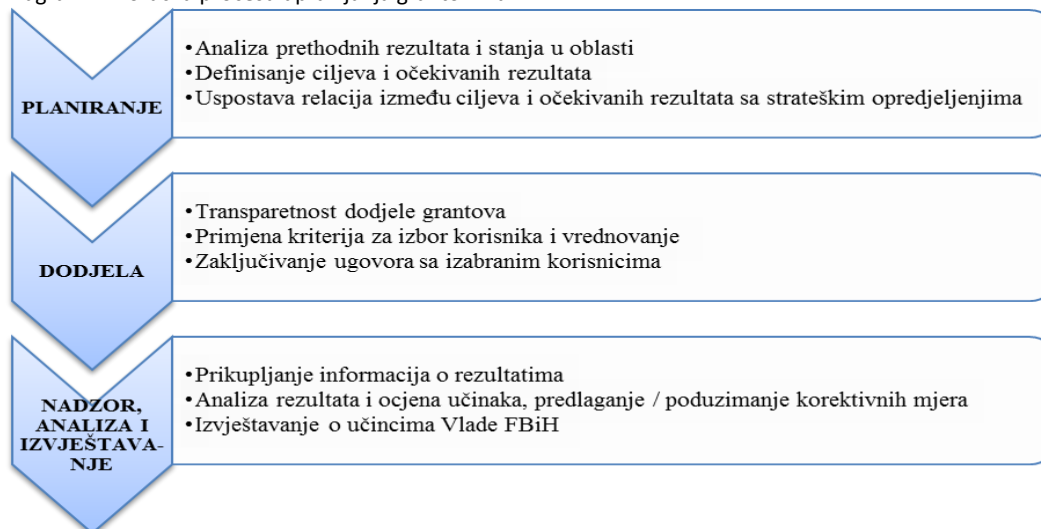 PLANIRANJE
•Analiza prethodnih rezultata i stanja u oblasti
•Definisanje ciljeva i očekivanih rezultata
•Uspostava relacija između ciljeva i očekivanih rezultata sa strateškim opredjeljenjima
DODJELA
•Transparetnost dodjele grantova
•Primjena kriterija za izbor korisnika i vrednovanje
•Zaključivanje ugovora sa izabranim korisnicima
NADZOR,
ANALIZA I
IZVJEŠTAVA-
NJE
•Prikupljanje informacija o rezultatima
•Analiza rezultata i ocjena učinaka, predlaganje / poduzimanje korektivnih mjera
•Izvještavanje o učincima Vlade FBiH